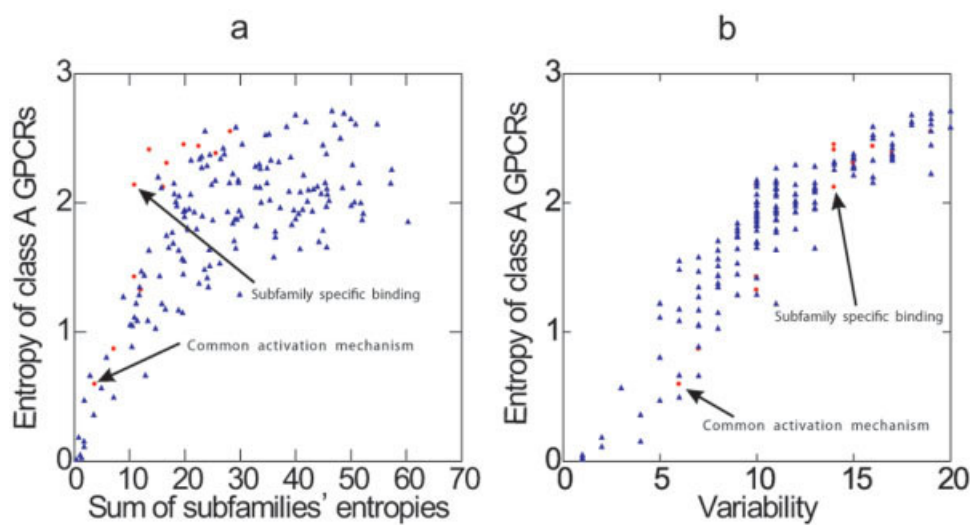 a
b
3
2
1
0
Entropy of class A GPCRs
Subfamily specific binding
Common activation mechanism
0 10 20 30 40 50 60 70
Sum of subfamilies' entropies
3
2
1
0
Entropy of class A GPCRs
Subfamily specific binding
Common activation mechanism
0 5 10 15 20
Variability